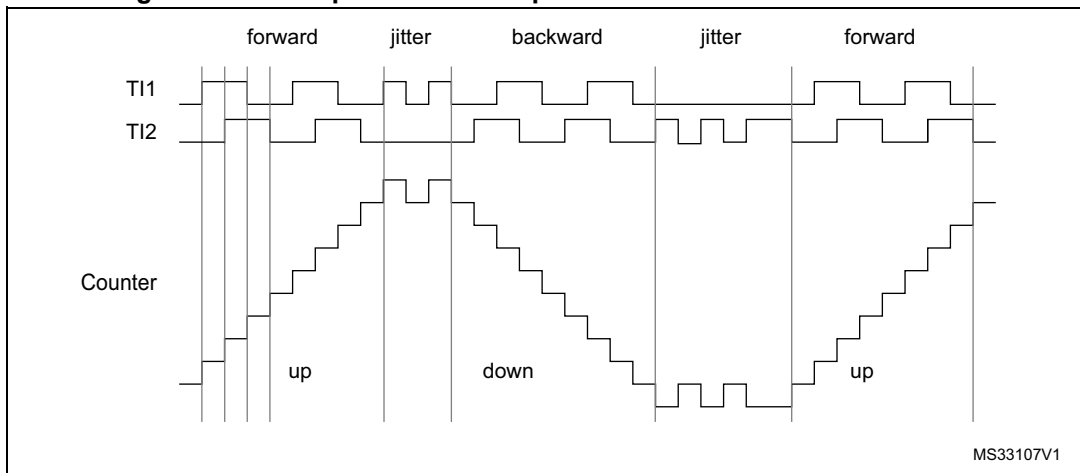 forward jitter backward jitter forward
TI1
TI2
Counter
up down up
MS33107V1